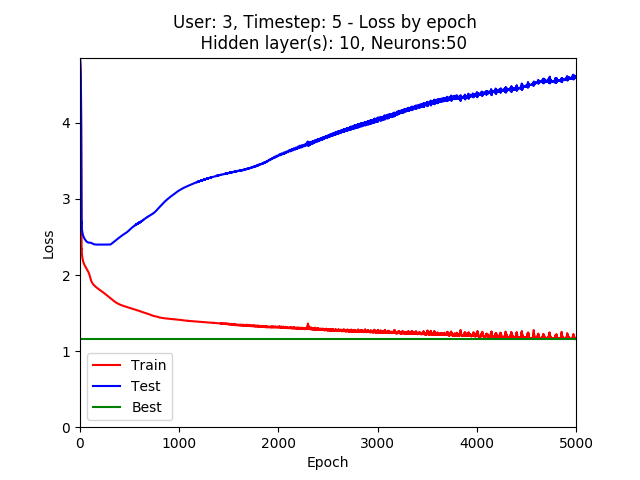 User: 3, Timestep: 5 - Loss by epoch
Hidden layer(s): 10, Neurons:50
Loss
4
3
2
1
0
Train
Test
Best
0 1000 2000 3000 4000 5000
Epoch